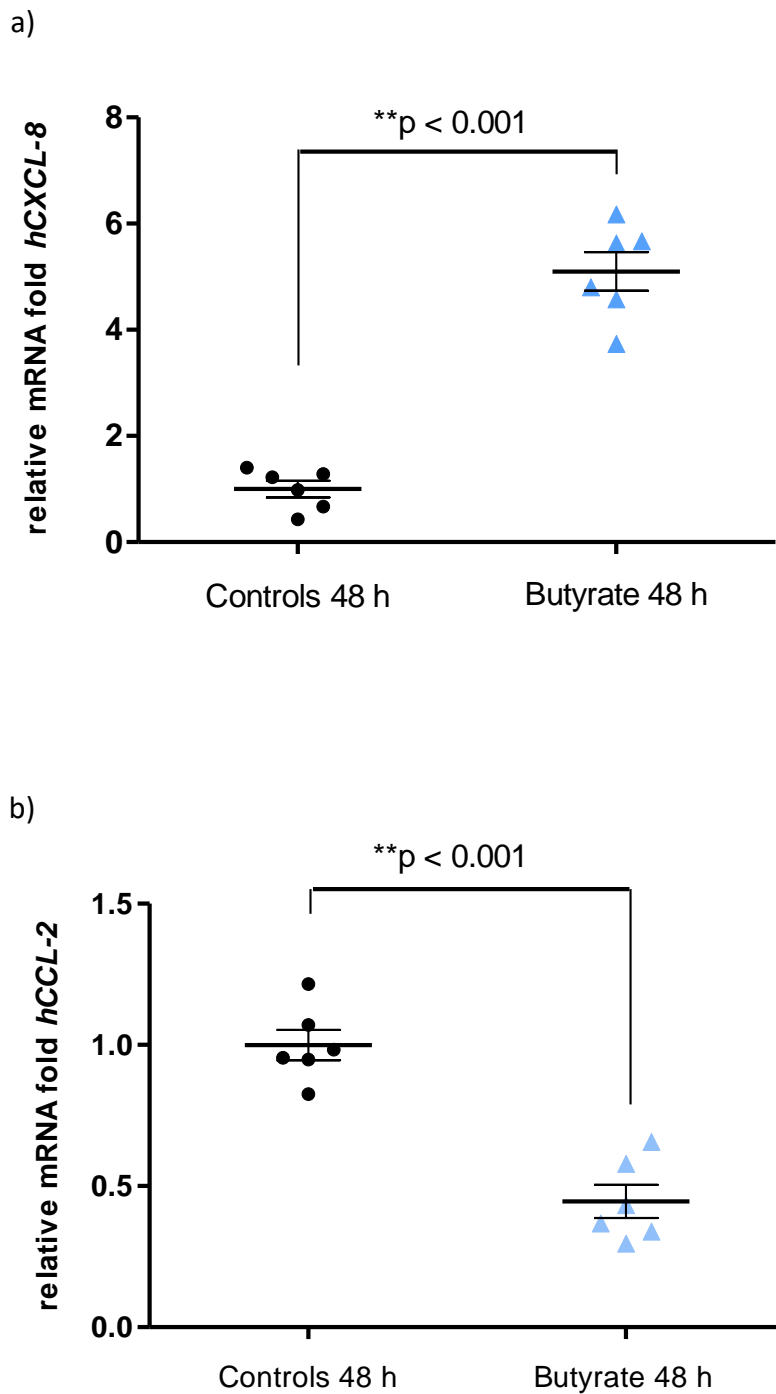 a)
**p < 0.001
8
6
4
2
0
relative mRNA fold hCXCL-8
Controls 48 h Butyrate 48 h
b)
**p < 0.001
1.5
1.0
0.5
0.0
relative mRNA fold hCCL-2
Controls 48 h Butyrate 48 h